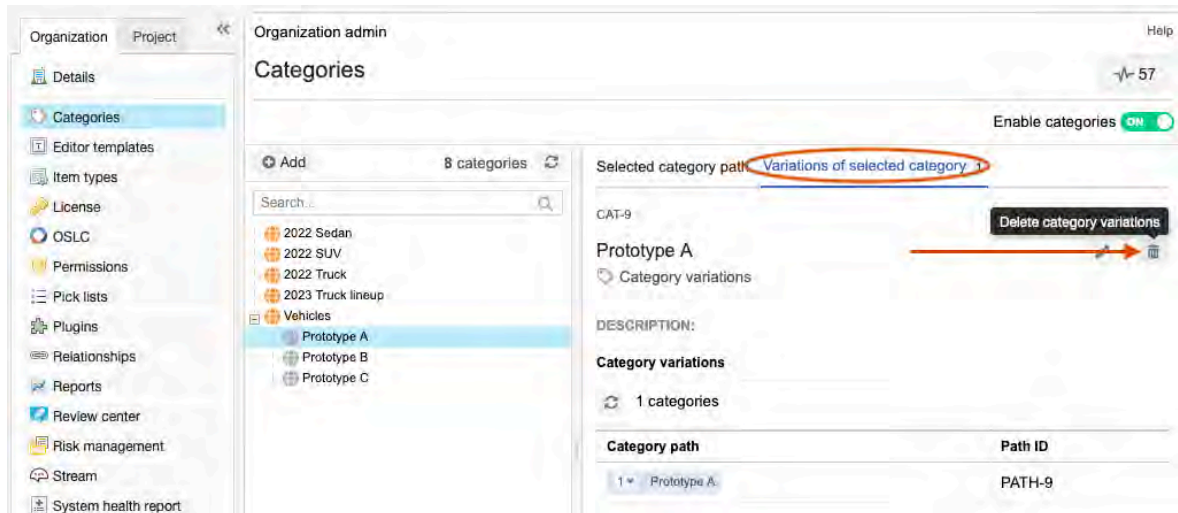 Organization
Project
Details
Categories
Editor templates
Item types
License
OSLC
Permissions
Pick lists
Plugins
Relationships
Reports
Review center
Risk management
Stream
System health report
Organization admin
Help
Categories
57
Enable categories ON
Add
8 categories
Search...
2022 Sedan
2022 SUV
2022 Truck
2023 Truck lineup
Vehicles
Prototype A
Prototype B
Prototype C
Selected category path
Variations of selected category 1
CAT-9
Delete category variations
Prototype A
Category variations
DESCRIPTION:
Category variations
1 categories
Category path Path ID
1 Prototype A PATH-9